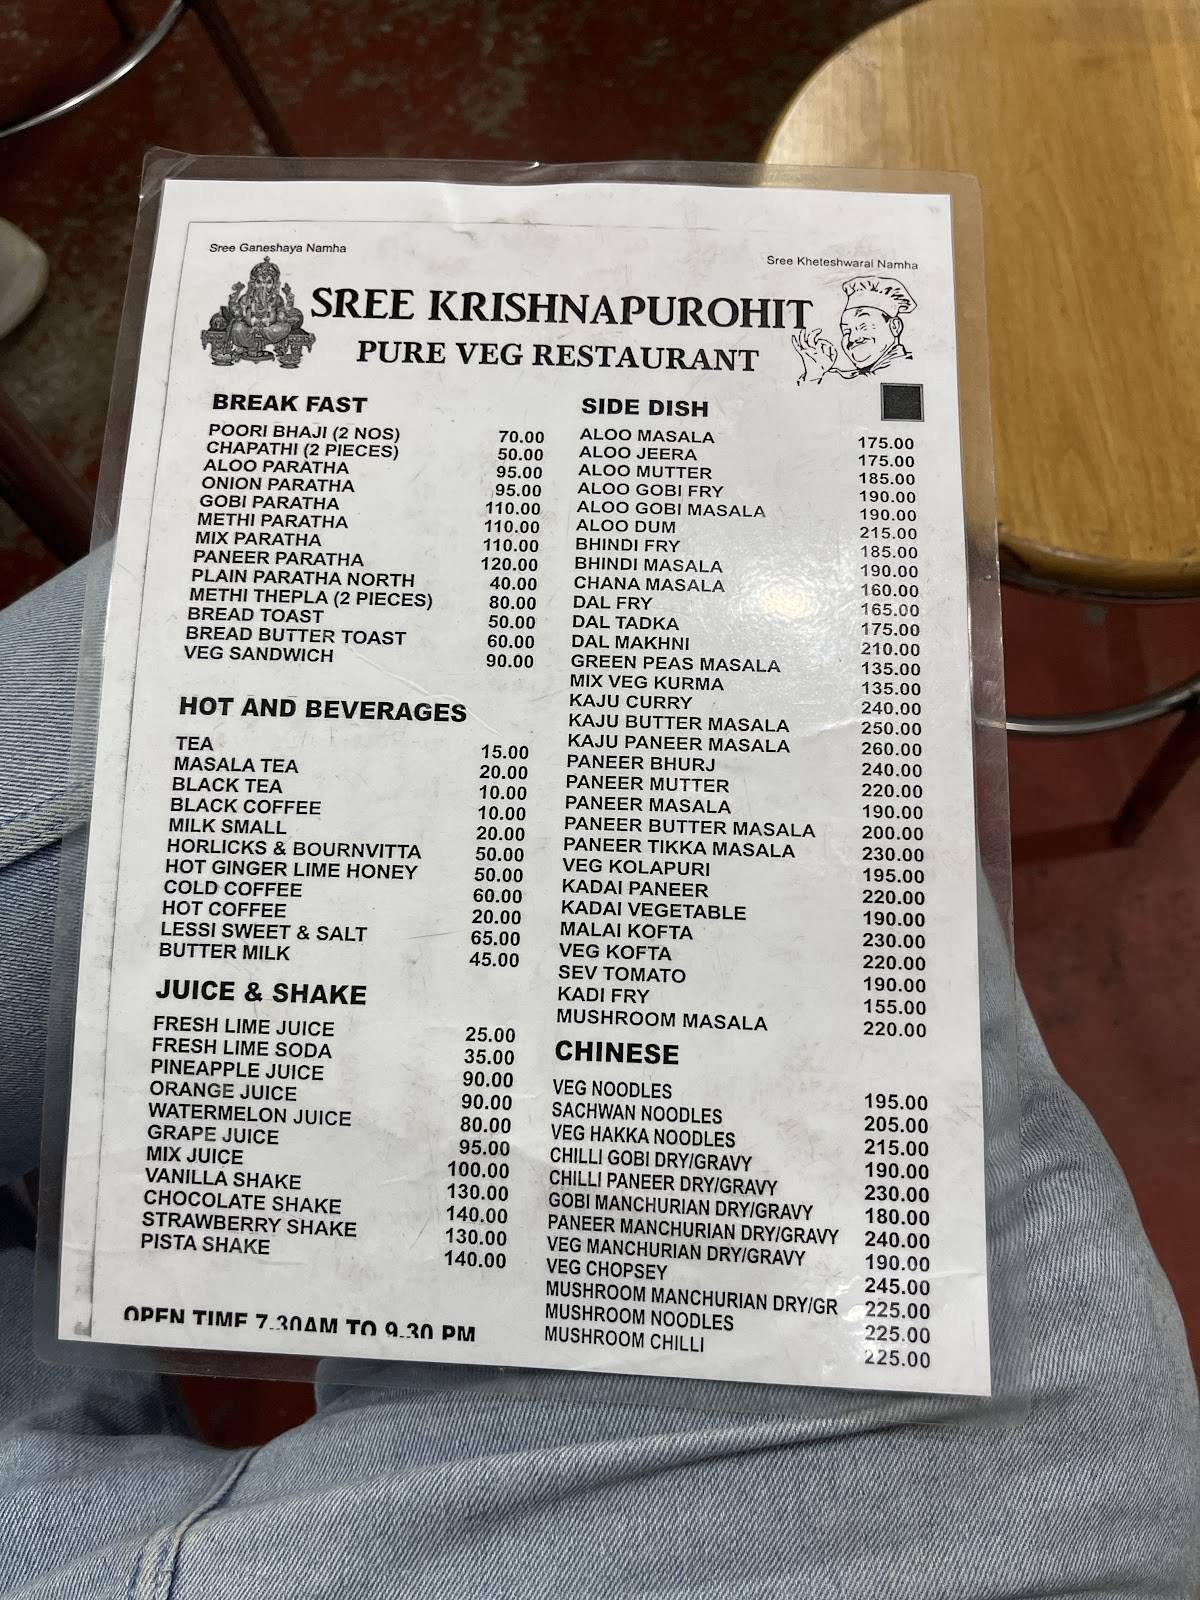 Sree Ganeshaya Namha
Sree Kheteshwarai Namha
SREE KRISHNAPUROHIT
PURE VEG RESTAURANT
BREAK FAST
POORI BHAJI (2 NOS) 70.00
CHAPATHI (2 PIECES) 50.00
ALOO PARATHA 95.00
ONION PARATHA 95.00
GOBI PARATHA 110.00
METHI PARATHA 110.00
MIX PARATHA 110.00
PANEER PARATHA 120.00
PLAIN PARATHA NORTH 40.00
METHI THEPLA (2 PIECES) 80.00
BREAD TOAST 50.00
BREAD BUTTER TOAST 60.00
VEG SANDWICH 90.00
HOT AND BEVERAGES
TEA 15.00
MASALA TEA 20.00
BLACK TEA 10.00
BLACK COFFEE 10.00
MILK SMALL 20.00
HORLICKS & BOURNVITTA 50.00
HOT GINGER LIME HONEY 50.00
COLD COFFEE 60.00
HOT COFFEE 20.00
LESSI SWEET & SALT 65.00
BUTTER MILK 45.00
JUICE & SHAKE
FRESH LIME JUICE 25.00
FRESH LIME SODA 35.00
PINEAPPLE JUICE 90.00
ORANGE JUICE 90.00
WATERMELON JUICE 80.00
GRAPE JUICE 95.00
MIX JUICE 100.00
VANILLA SHAKE 130.00
CHOCOLATE SHAKE 140.00
STRAWBERRY SHAKE 130.00
PISTA SHAKE 140.00
OPEN TIME 7.30AM TO 9.30 PM
SIDE DISH
ALOO MASALA 175.00
ALOO JEERA 175.00
ALOO MUTTER 185.00
ALOO GOBI FRY 190.00
ALOO GOBI MASALA 190.00
ALOO DUM 215.00
BHINDI FRY 185.00
BHINDI MASALA 190.00
CHANA MASALA 160.00
DAL FRY 165.00
DAL TADKA 175.00
DAL MAKHNI 210.00
GREEN PEAS MASALA 135.00
MIX VEG KURMA 135.00
KAJU CURRY 240.00
KAJU BUTTER MASALA 250.00
KAJU PANEER MASALA 260.00
PANEER BHURJ 240.00
PANEER MUTTER 220.00
PANEER MASALA 190.00
PANEER BUTTER MASALA 200.00
PANEER TIKKA MASALA 230.00
VEG KOLAPURI 195.00
KADAI PANEER 220.00
KADAI VEGETABLE 190.00
MALAI KOFTA 230.00
VEG KOFTA 220.00
SEV TOMATO 190.00
KADI FRY 155.00
MUSHROOM MASALA 220.00
CHINESE
VEG NOODLES 195.00
SACHWAN NOODLES 205.00
VEG HAKKA NOODLES 215.00
CHILLI GOBI DRY/GRAVY 190.00
CHILLI PANEER DRY/GRAVY 230.00
GOBI MANCHURIAN DRY/GRAVY 180.00
PANEER MANCHURIAN DRY/GRAVY 240.00
VEG MANCHURIAN DRY/GRAVY 190.00
VEG CHOPSEY 245.00
MUSHROOM MANCHURIAN DRY/GR 225.00
MUSHROOM NOODLES 225.00
MUSHROOM CHILLI 225.00